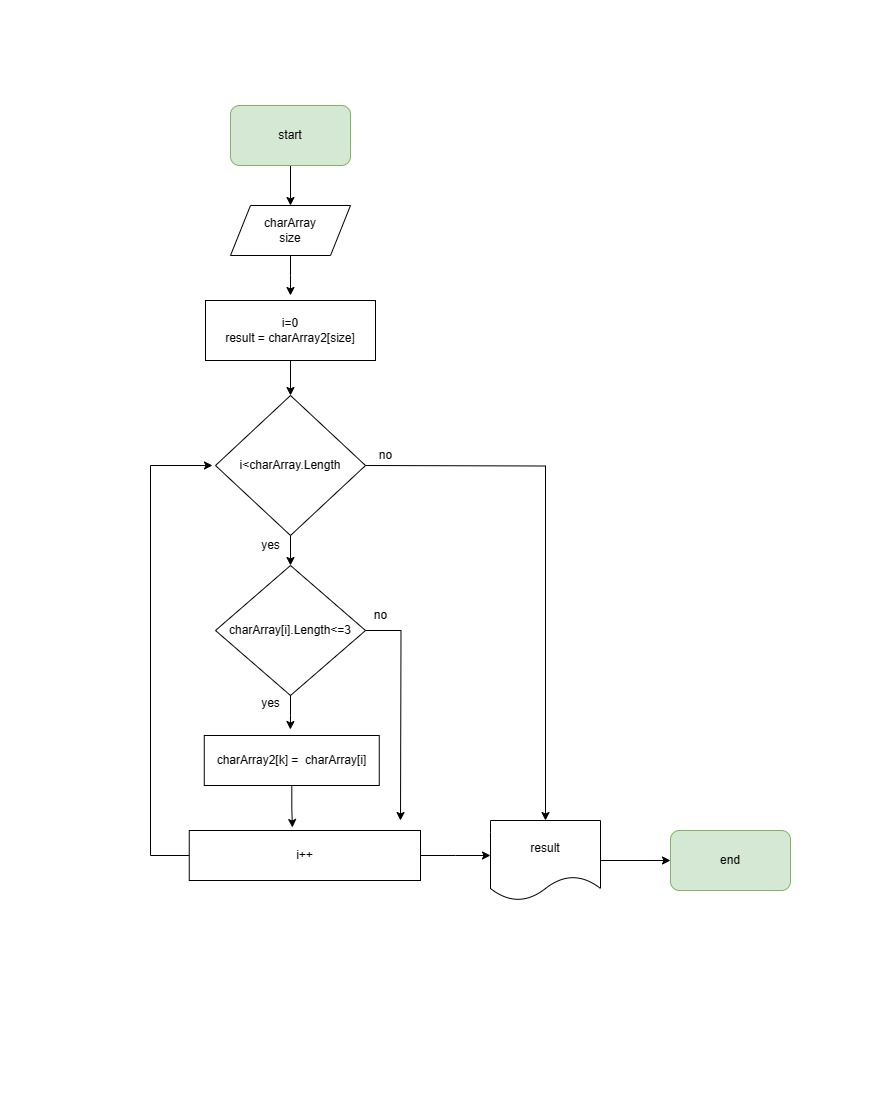 start
charArray
size
i=0
result = charArray2[size]
i<charArray.Length
no
yes
charArray[i].Length<=3
no
yes
charArray2[k] =  charArray[i]
i++
result
end